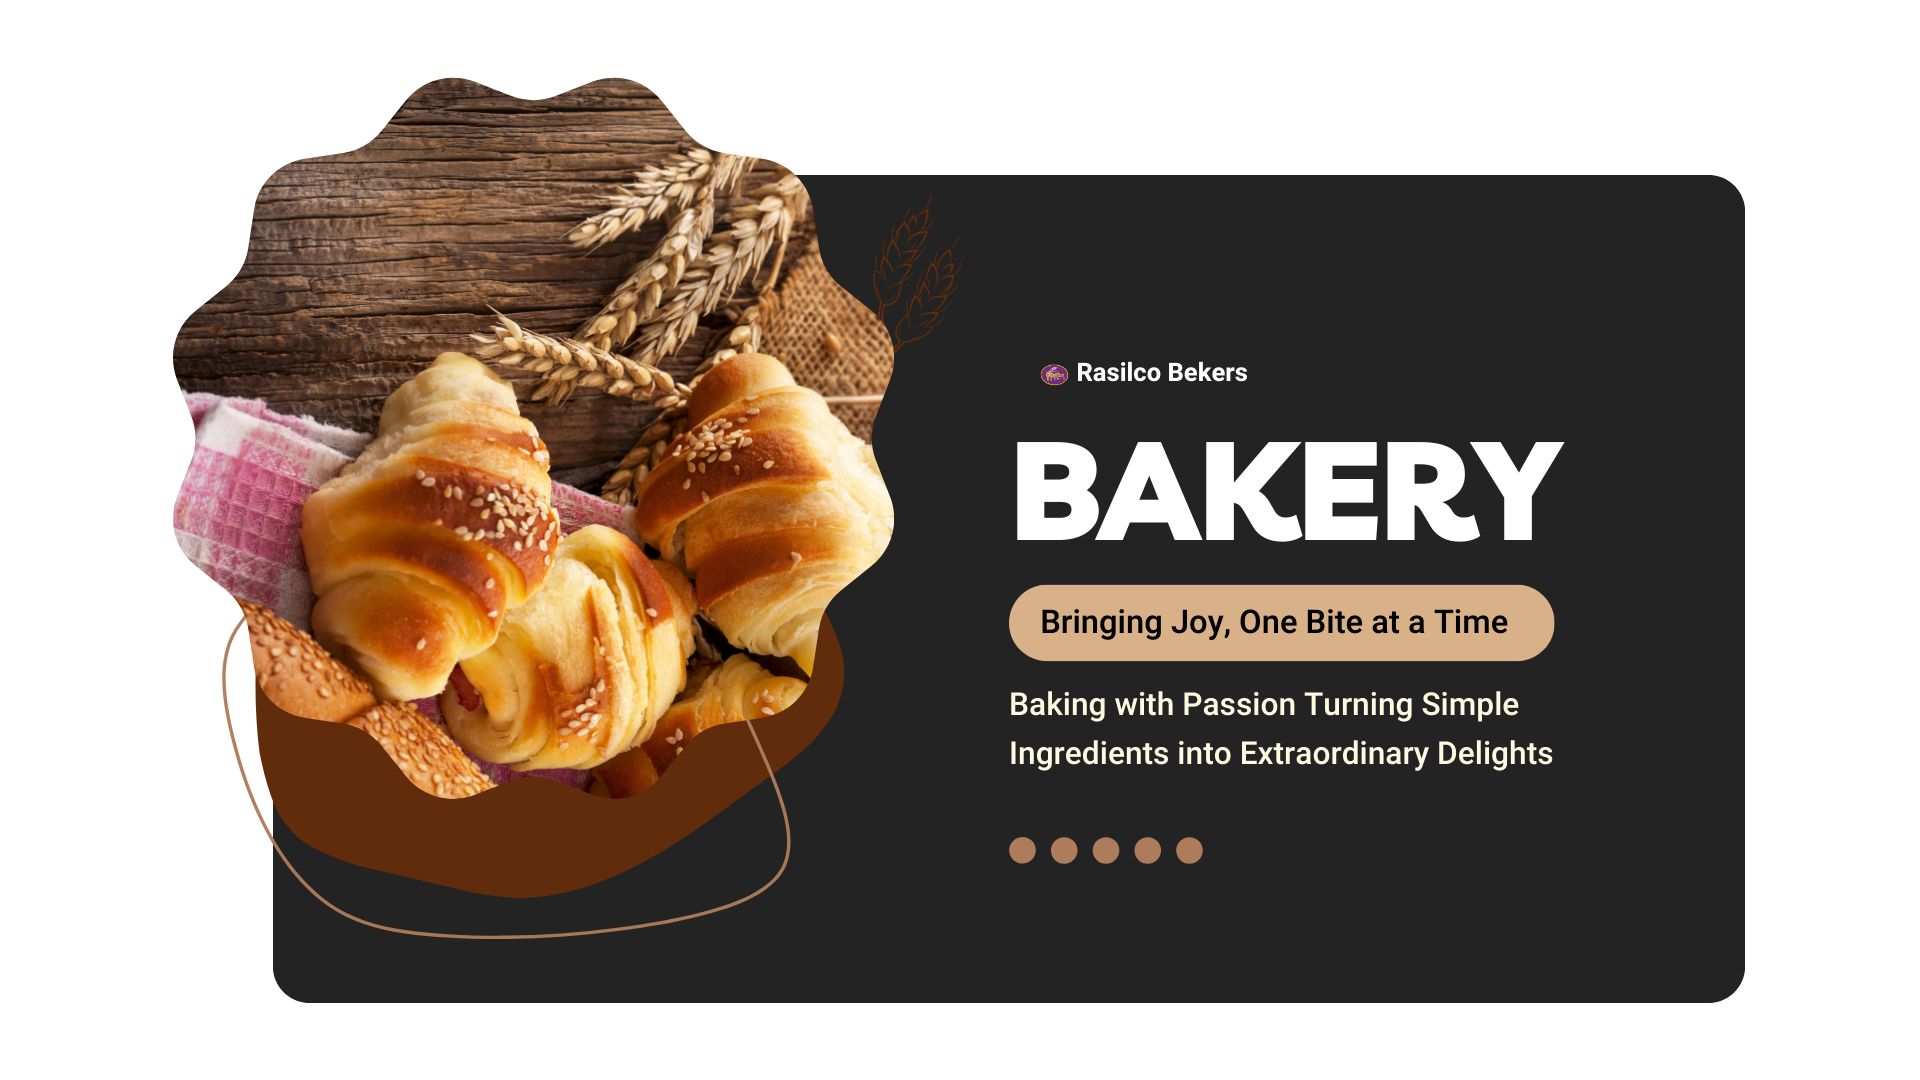 Rasilco Bekers
BAKERY
Bringing Joy, One Bite at a Time
Baking with Passion Turning Simple
Ingredients into Extraordinary Delights